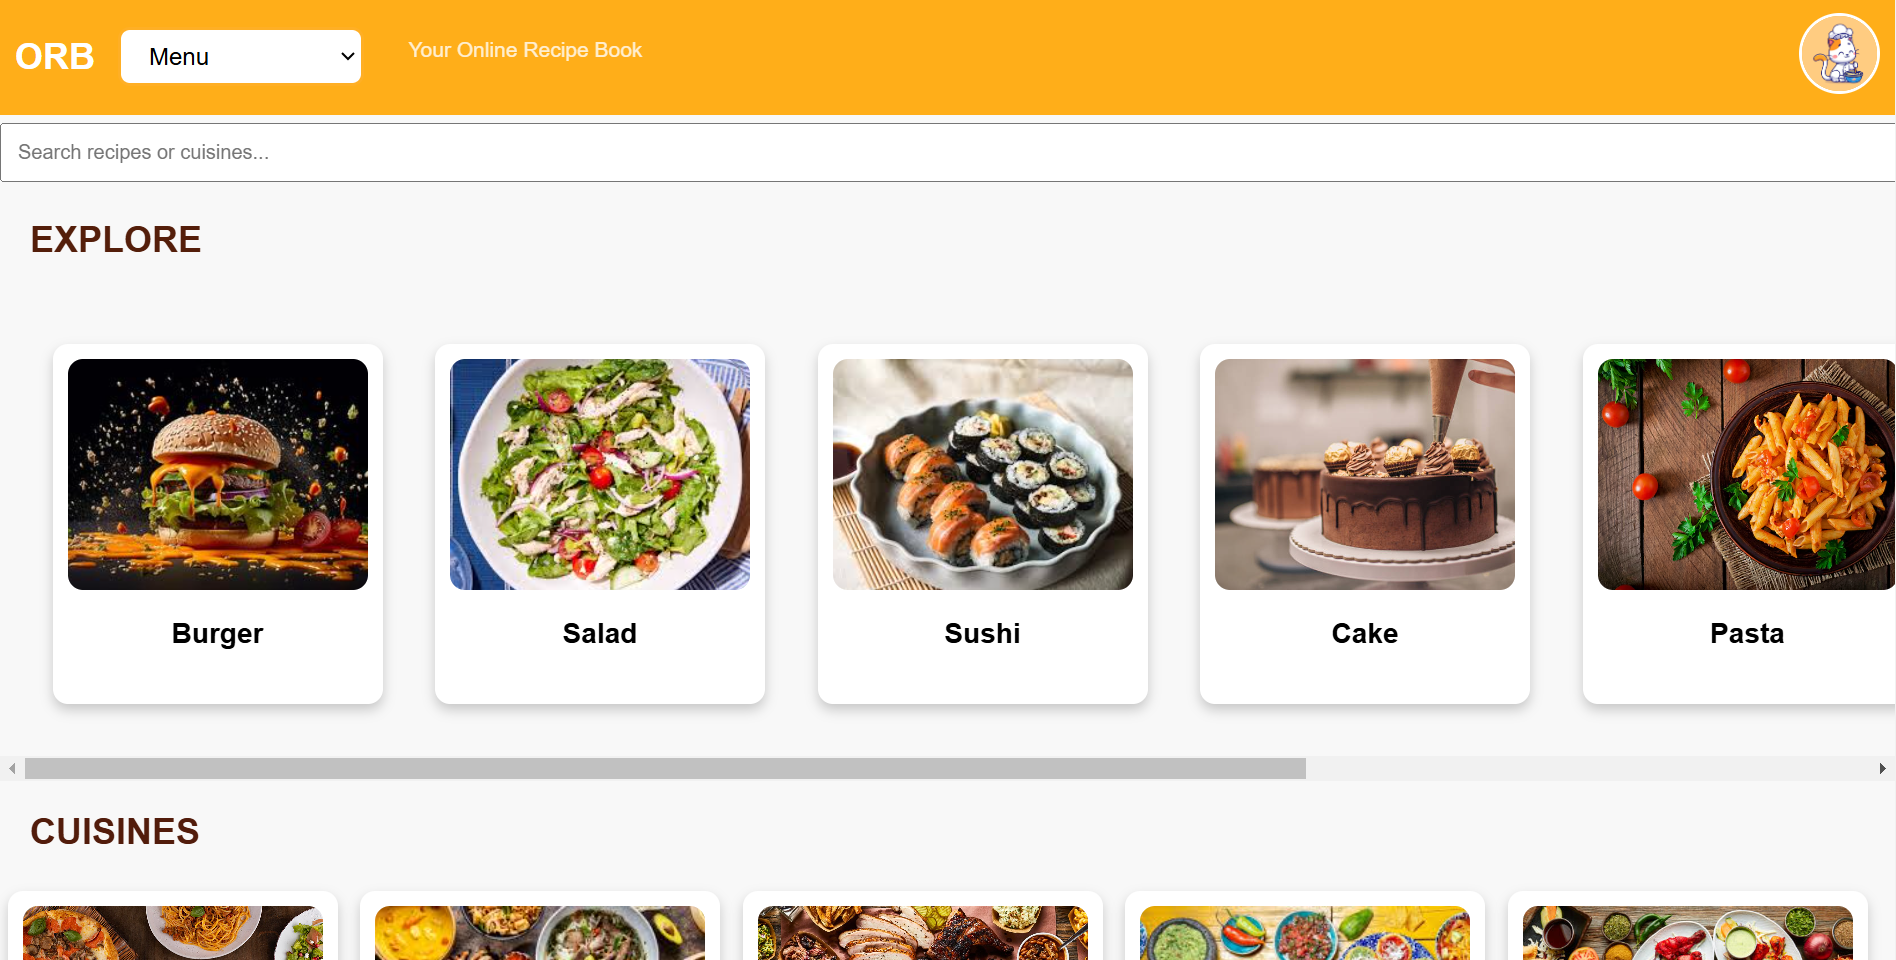 ORB
Menu
Your Online Recipe Book
Search recipes or cuisines...
EXPLORE
Burger
Salad
Sushi
Cake
Pasta
CUISINES